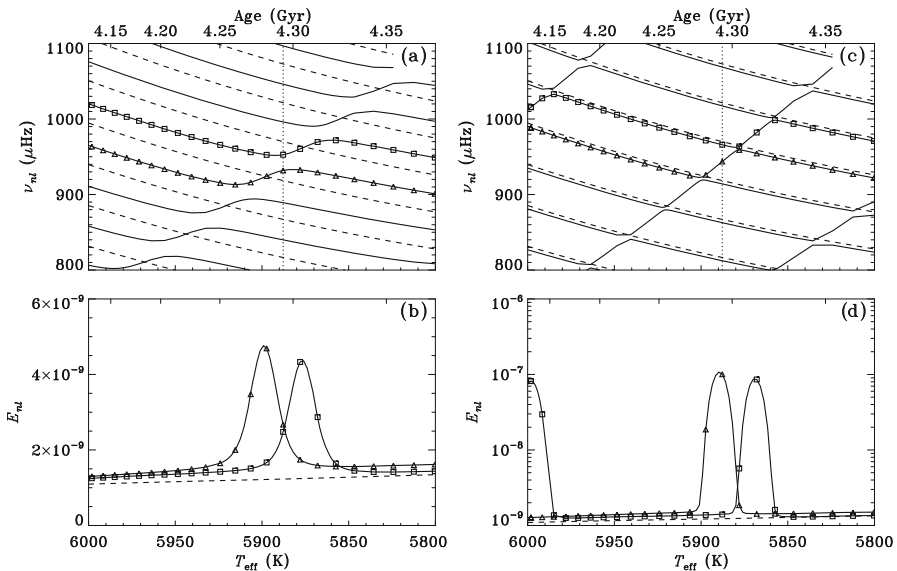 Age (Gyr)
Age (Gyr)
4.15 4.20 4.25 4.30 4.35
4.15 4.20 4.25 4.30 4.35
1100
(a)
1000
900
800
ν_nl (μHz)
1100
(c)
1000
900
800
ν_nl (μHz)
6×10⁻⁹
(b)
4×10⁻⁹
2×10⁻⁹
0
E_nl
6000 5950 5900 5850 5800
T_eff (K)
10⁻⁶
(d)
10⁻⁷
10⁻⁸
10⁻⁹
E_nl
6000 5950 5900 5850 5800
T_eff (K)